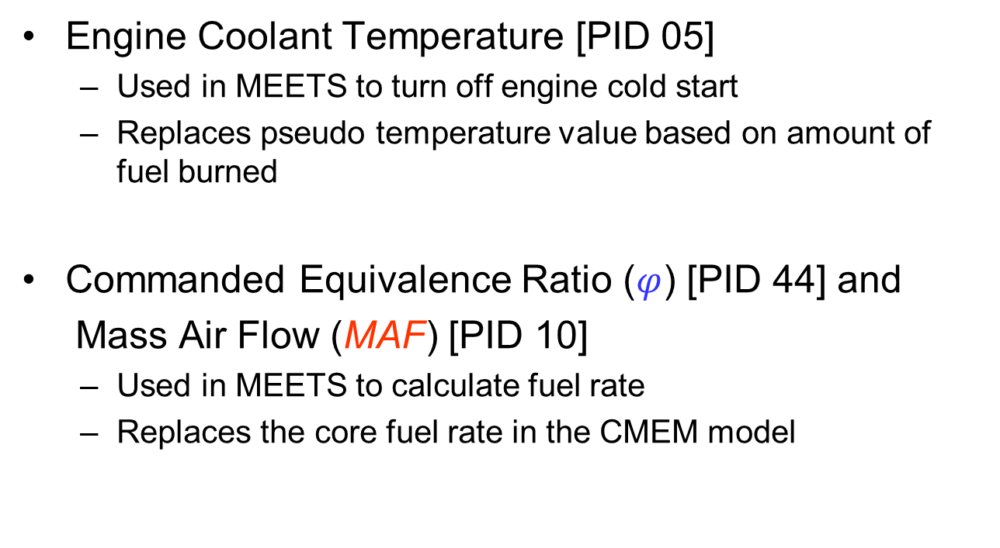 • Engine Coolant Temperature [PID 05]
– Used in MEETS to turn off engine cold start
– Replaces pseudo temperature value based on amount of
fuel burned
• Commanded Equivalence Ratio (𝜑) [PID 44] and
Mass Air Flow (MAF) [PID 10]
– Used in MEETS to calculate fuel rate
– Replaces the core fuel rate in the CMEM model